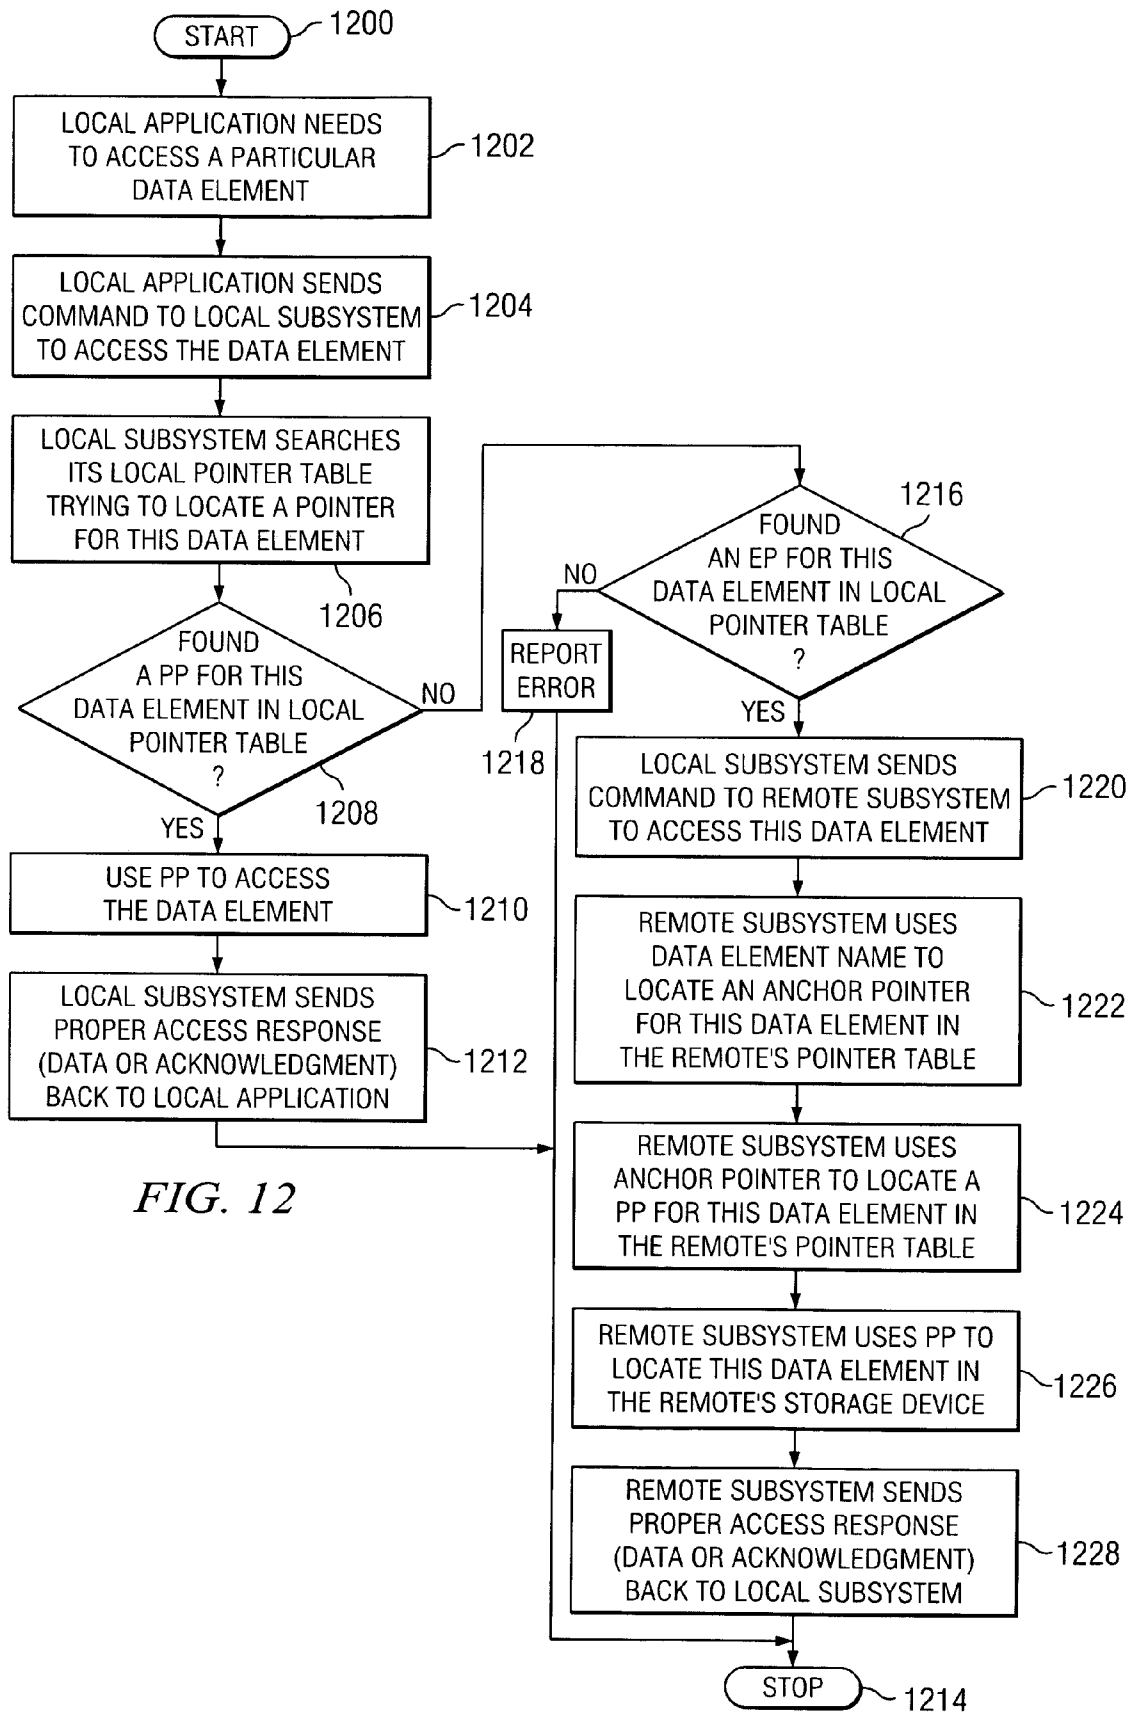 START
1200
LOCAL APPLICATION NEEDS
TO ACCESS A PARTICULAR
DATA ELEMENT
1202
LOCAL APPLICATION SENDS
COMMAND TO LOCAL SUBSYSTEM
TO ACCESS THE DATA ELEMENT
1204
LOCAL SUBSYSTEM SEARCHES
ITS LOCAL POINTER TABLE
TRYING TO LOCATE A POINTER
FOR THIS DATA ELEMENT
1206
FOUND
A PP FOR THIS
DATA ELEMENT IN LOCAL
POINTER TABLE
?
NO
1208
YES
USE PP TO ACCESS
THE DATA ELEMENT
1210
LOCAL SUBSYSTEM SENDS
PROPER ACCESS RESPONSE
(DATA OR ACKNOWLEDGMENT)
BACK TO LOCAL APPLICATION
1212
FIG. 12
1216
FOUND
AN EP FOR THIS
DATA ELEMENT IN LOCAL
POINTER TABLE
?
NO
REPORT
ERROR
1218
YES
LOCAL SUBSYSTEM SENDS
COMMAND TO REMOTE SUBSYSTEM
TO ACCESS THIS DATA ELEMENT
1220
REMOTE SUBSYSTEM USES
DATA ELEMENT NAME TO
LOCATE AN ANCHOR POINTER
FOR THIS DATA ELEMENT IN
THE REMOTE'S POINTER TABLE
1222
REMOTE SUBSYSTEM USES
ANCHOR POINTER TO LOCATE A
PP FOR THIS DATA ELEMENT IN
THE REMOTE'S POINTER TABLE
1224
REMOTE SUBSYSTEM USES PP TO
LOCATE THIS DATA ELEMENT IN
THE REMOTE'S STORAGE DEVICE
1226
REMOTE SUBSYSTEM SENDS
PROPER ACCESS RESPONSE
(DATA OR ACKNOWLEDGMENT)
BACK TO LOCAL SUBSYSTEM
1228
STOP
1214